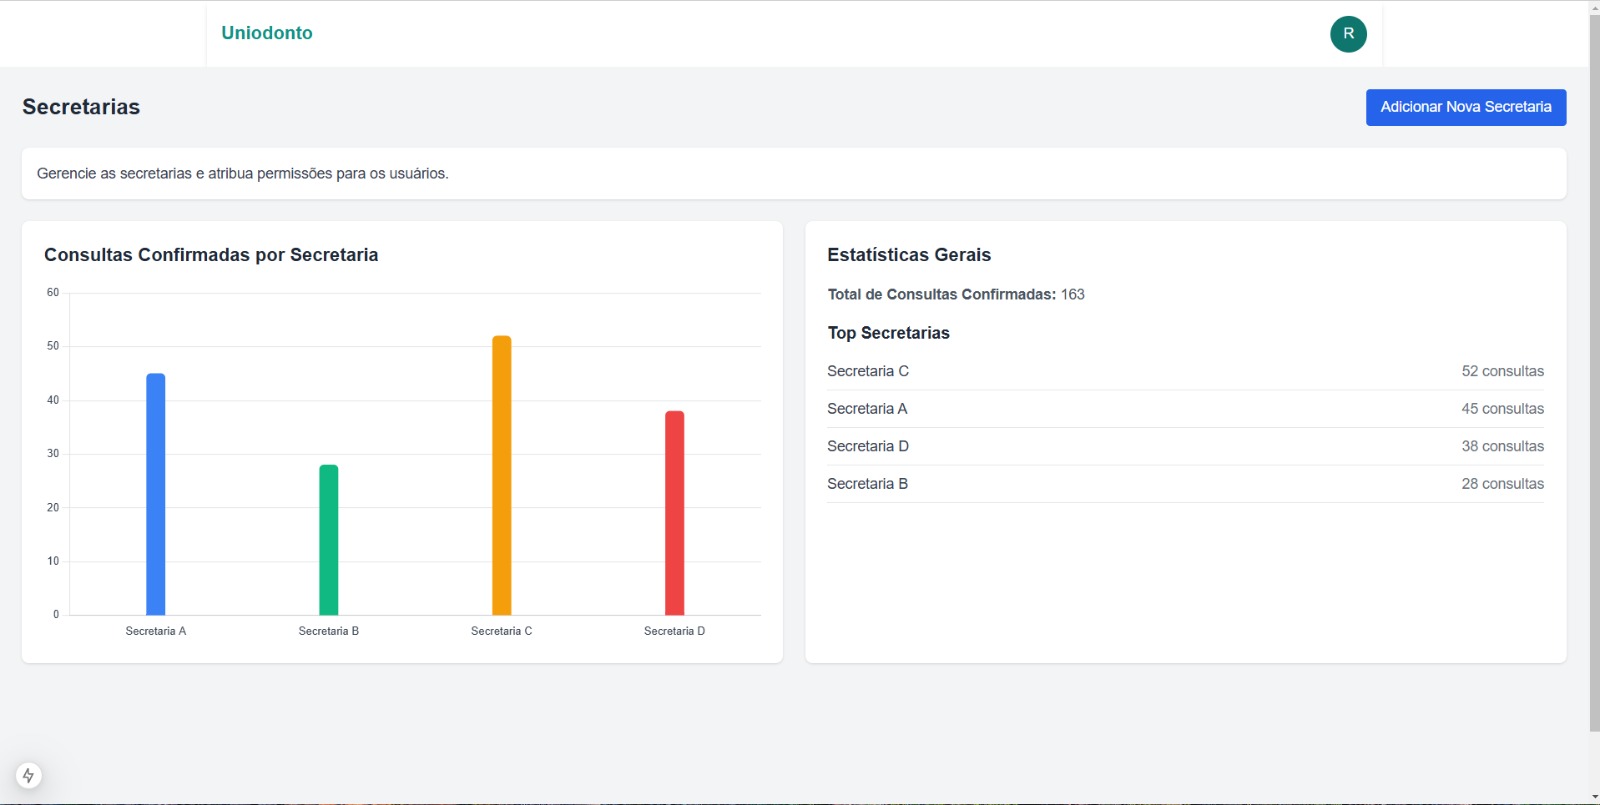 Uniodonto
R
Secretarias
Adicionar Nova Secretaria
Gerencie as secretarias e atribua permissões para os usuários.
Consultas Confirmadas por Secretaria
60
50
40
30
20
10
0
Secretaria A
Secretaria B
Secretaria C
Secretaria D
Estatísticas Gerais
Total de Consultas Confirmadas: 163
Top Secretarias
Secretaria C 52 consultas
Secretaria A 45 consultas
Secretaria D 38 consultas
Secretaria B 28 consultas